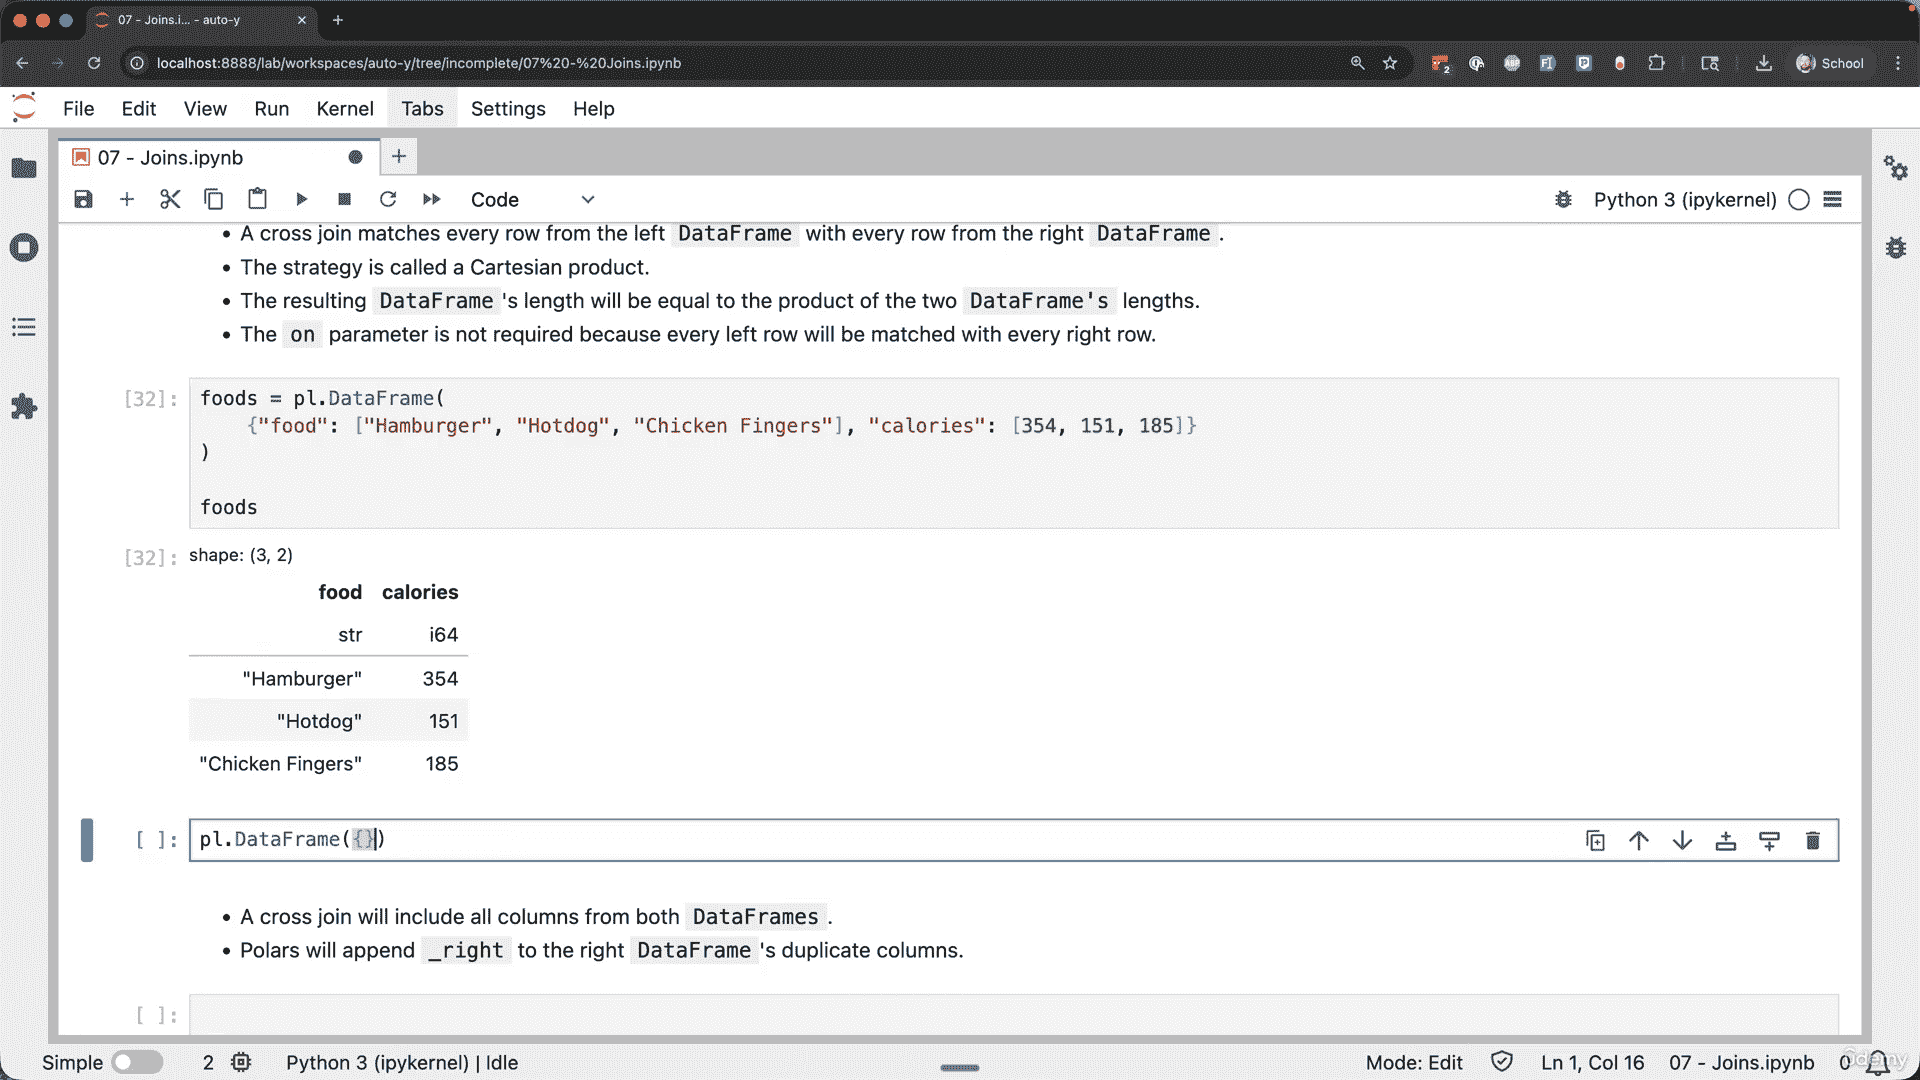 07 - Joins.i... - auto-y
localhost:8888/lab/workspaces/auto-y/tree/incomplete/07%20-%20Joins.ipynb
2
ABP
School
File Edit View Run Kernel Tabs Settings Help
07 - Joins.ipynb
Code
Python 3 (ipykernel)
• A cross join matches every row from the left DataFrame with every row from the right DataFrame .
• The strategy is called a Cartesian product.
• The resulting DataFrame 's length will be equal to the product of the two DataFrame's lengths.
• The on parameter is not required because every left row will be matched with every right row.
[32]: foods = pl.DataFrame(
{"food": ["Hamburger", "Hotdog", "Chicken Fingers"], "calories": [354, 151, 185]}
)
foods
[32]: shape: (3, 2)
food calories
str i64
"Hamburger" 354
"Hotdog" 151
"Chicken Fingers" 185
[ ]: pl.DataFrame({})
• A cross join will include all columns from both DataFrames .
• Polars will append _right to the right DataFrame 's duplicate columns.
[ ]:
Simple 2 Python 3 (ipykernel) | Idle Mode: Edit Ln 1, Col 16 07 - Joins.ipynb 0
Udemy